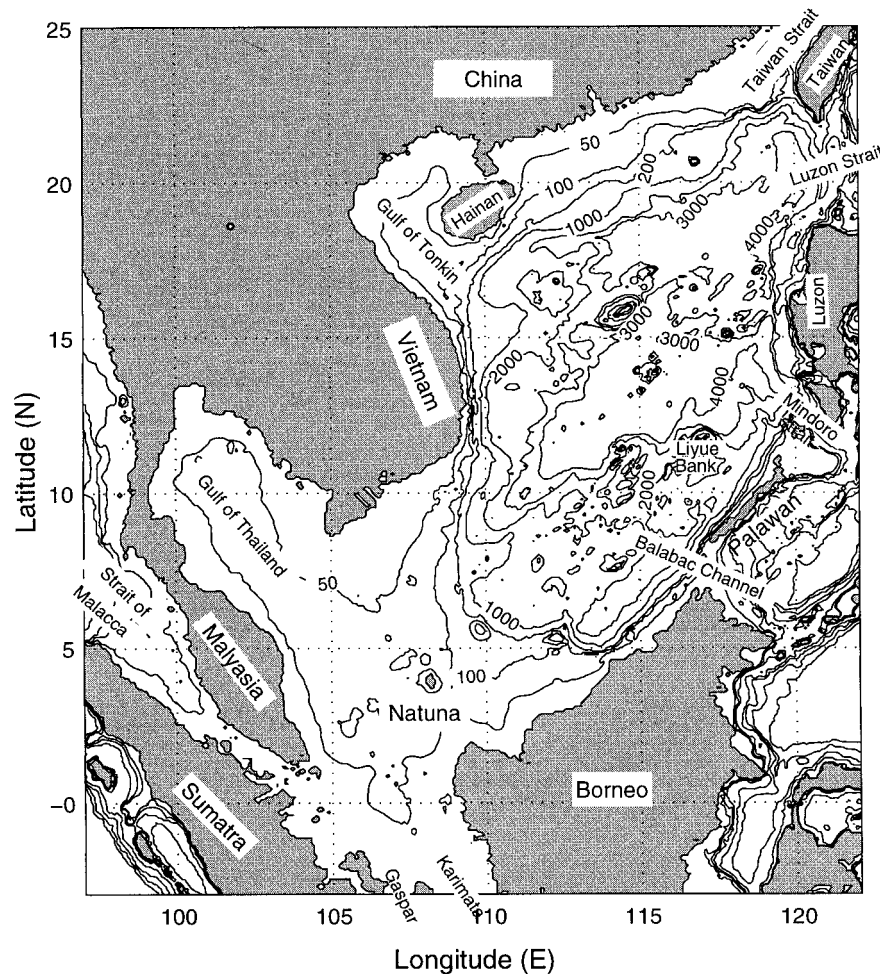 25
20
15
10
5
−0
Latitude (N)
100
105
110
115
120
Longitude (E)
China
Taiwan Strait
Taiwan
50
200
100
1000
3000
Luzon Strait
Hainan
Gulf of Tonkin
4000
Luzon
3000
3000
2000
Vietnam
4000
Mindoro
Liyue
Bank
2000
Palawan
Balabac Channel
Gulf of Thailand
50
1000
Strait of
Malacca
Malyasia
100
Natuna
Borneo
Sumatra
Gaspar
Karimata